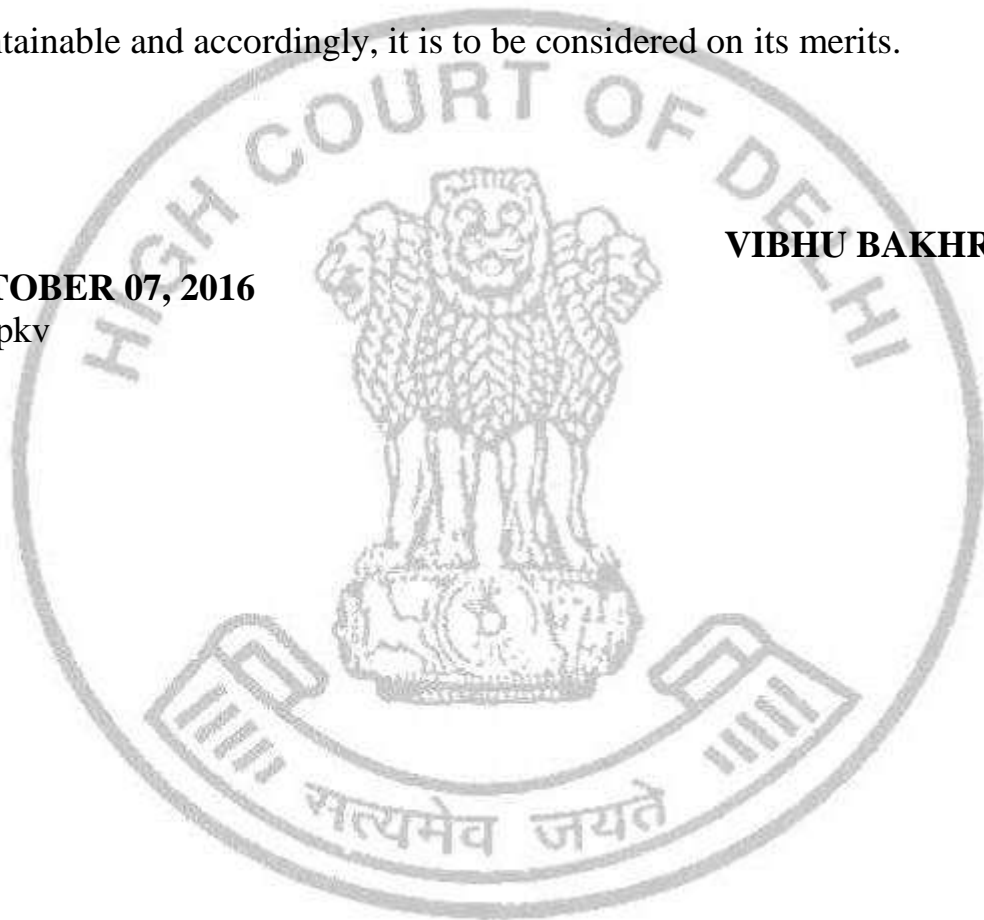 ntainable and accordingly, it is to be considered on its merits.
HIGH COURT OF DELHI
VIBHU BAKHR
TOBER 07, 2016
pkv
सत्यमेव जयते